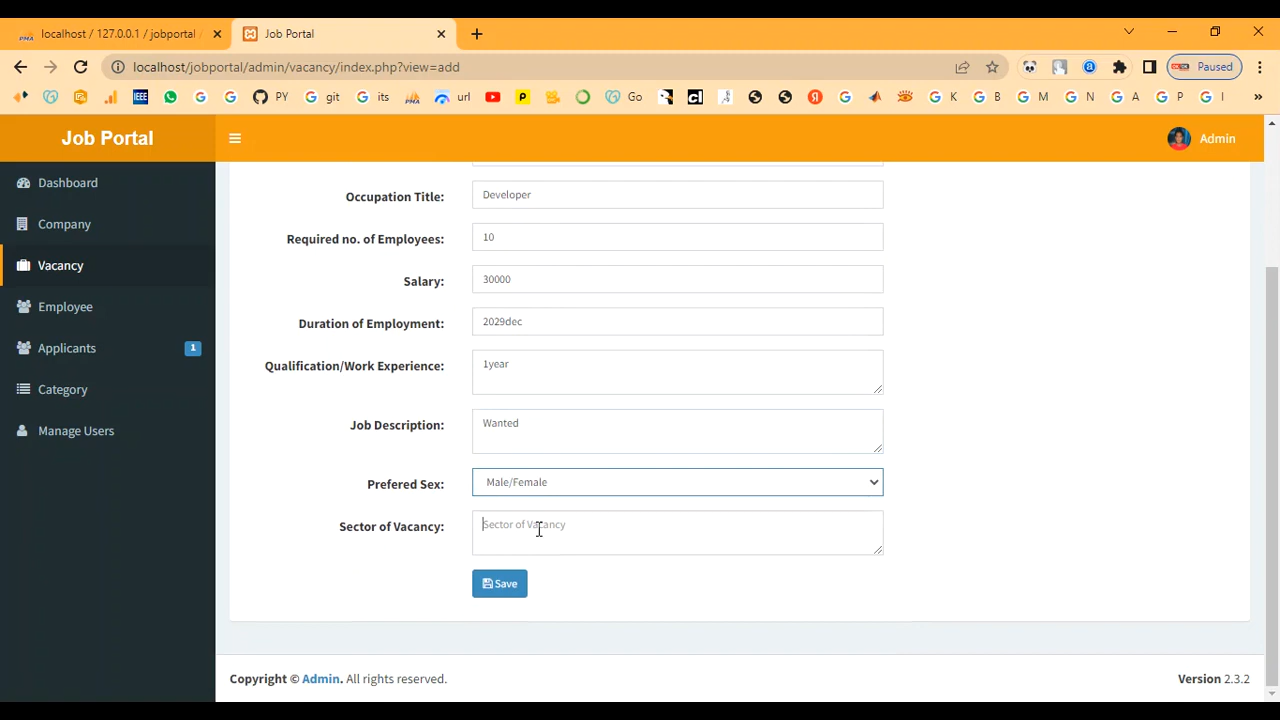 localhost / 127.0.0.1 / jobportal
Job Portal
localhost/jobportal/admin/vacancy/index.php?view=add
Paused
PY
git
its
url
Go
K
B
M
N
A
P
I
Job Portal
Admin
Dashboard
Company
Vacancy
Employee
Applicants
1
Category
Manage Users
Occupation Title:
Developer
Required no. of Employees:
10
Salary:
30000
Duration of Employment:
2029dec
Qualification/Work Experience:
1year
Job Description:
Wanted
Prefered Sex:
Male/Female
Sector of Vacancy:
Sector of Vacancy
Save
Copyright © Admin. All rights reserved.
Version 2.3.2